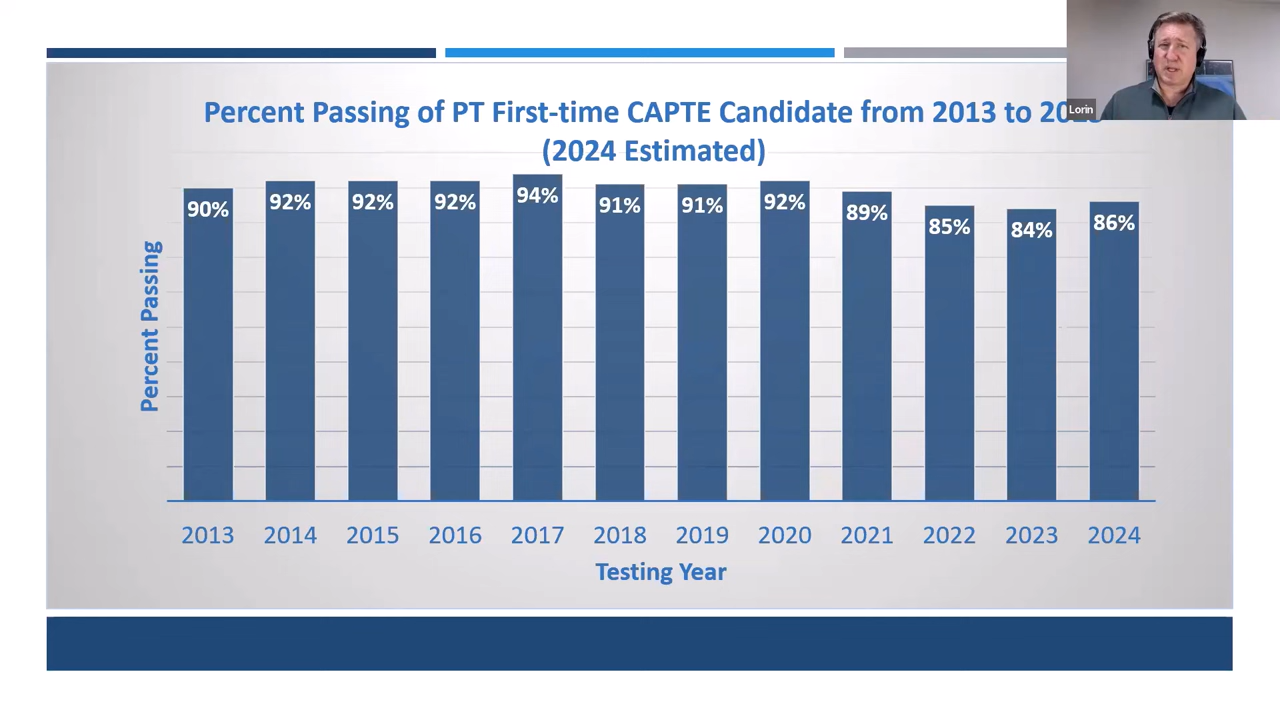 Percent Passing of PT First-time CAPTE Candidate from 2013 to
(2024 Estimated)
Lorin
90% 92% 92% 92% 94% 91% 91% 92% 89% 85% 84% 86%
Percent Passing
2013 2014 2015 2016 2017 2018 2019 2020 2021 2022 2023 2024
Testing Year